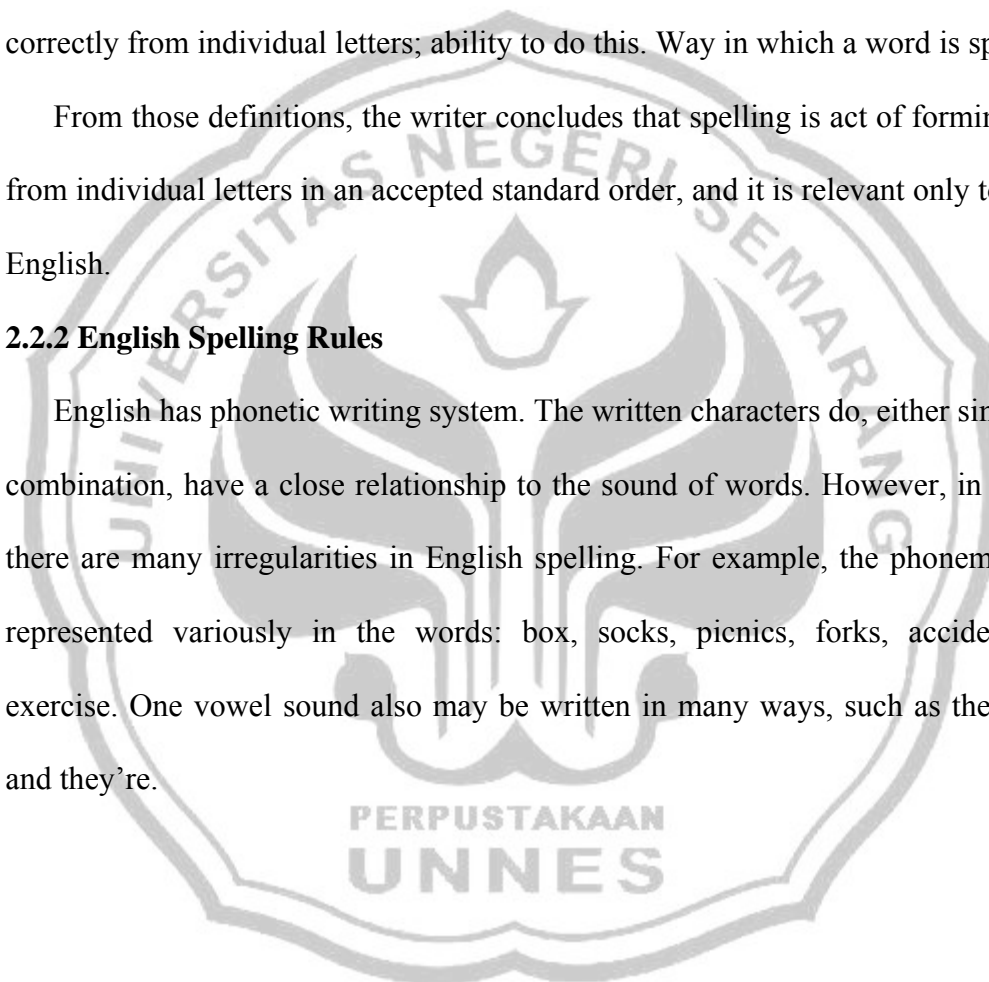 correctly from individual letters; ability to do this. Way in which a word is sp
From those definitions, the writer concludes that spelling is act of formin
from individual letters in an accepted standard order, and it is relevant only t
English.
2.2.2 English Spelling Rules
English has phonetic writing system. The written characters do, either sin
combination, have a close relationship to the sound of words. However, in
there are many irregularities in English spelling. For example, the phonem
represented variously in the words: box, socks, picnics, forks, accide
exercise. One vowel sound also may be written in many ways, such as the
and they’re.
UNIVERSITAS NEGERI SEMARANG
PERPUSTAKAAN
UNNES